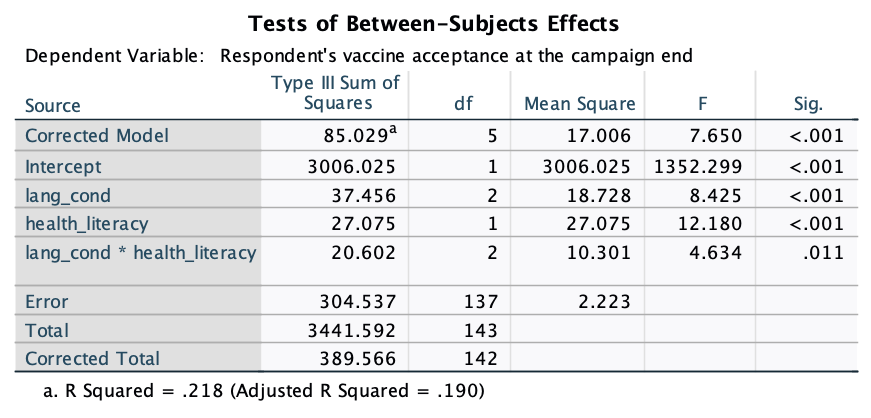 Tests of Between-Subjects Effects
Dependent Variable: Respondent's vaccine acceptance at the campaign end
Source Type III Sum of Squares df Mean Square F Sig.
Corrected Model 85.029a 5 17.006 7.650 <.001
Intercept 3006.025 1 3006.025 1352.299 <.001
lang_cond 37.456 2 18.728 8.425 <.001
health_literacy 27.075 1 27.075 12.180 <.001
lang_cond * health_literacy 20.602 2 10.301 4.634 .011
Error 304.537 137 2.223
Total 3441.592 143
Corrected Total 389.566 142
a. R Squared = .218 (Adjusted R Squared = .190)